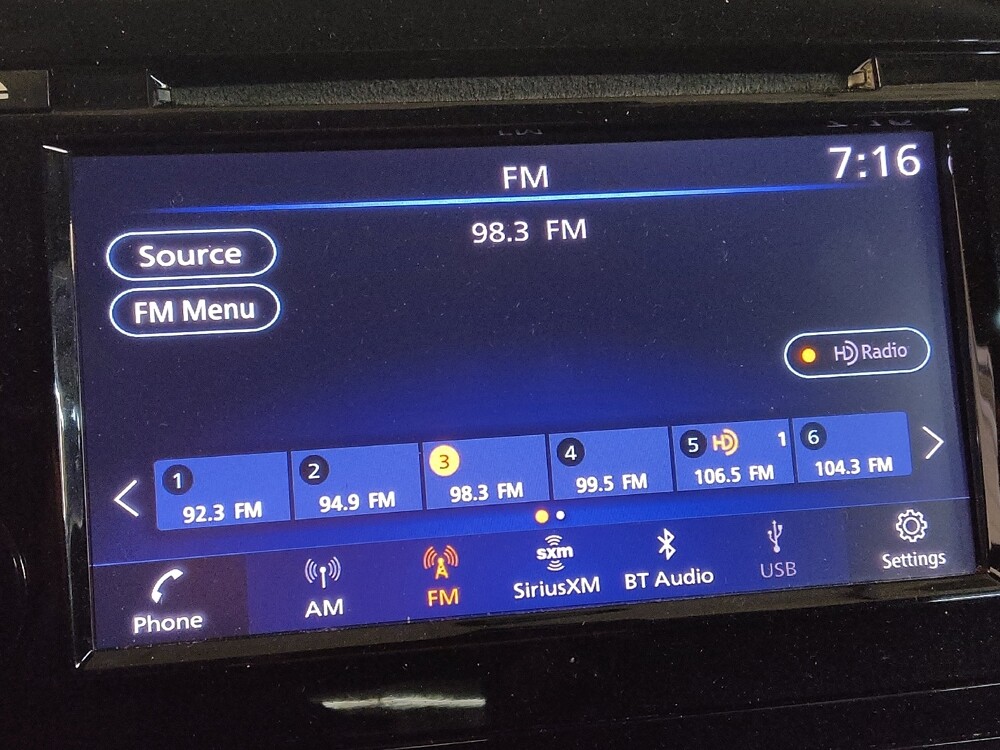 FM
7:16
98.3 FM
Source
FM Menu
HD Radio
1
92.3 FM
2
94.9 FM
3
98.3 FM
4
99.5 FM
5 HD 1
106.5 FM
6
104.3 FM
Phone
AM
FM
sxm
SiriusXM
BT Audio
USB
Settings